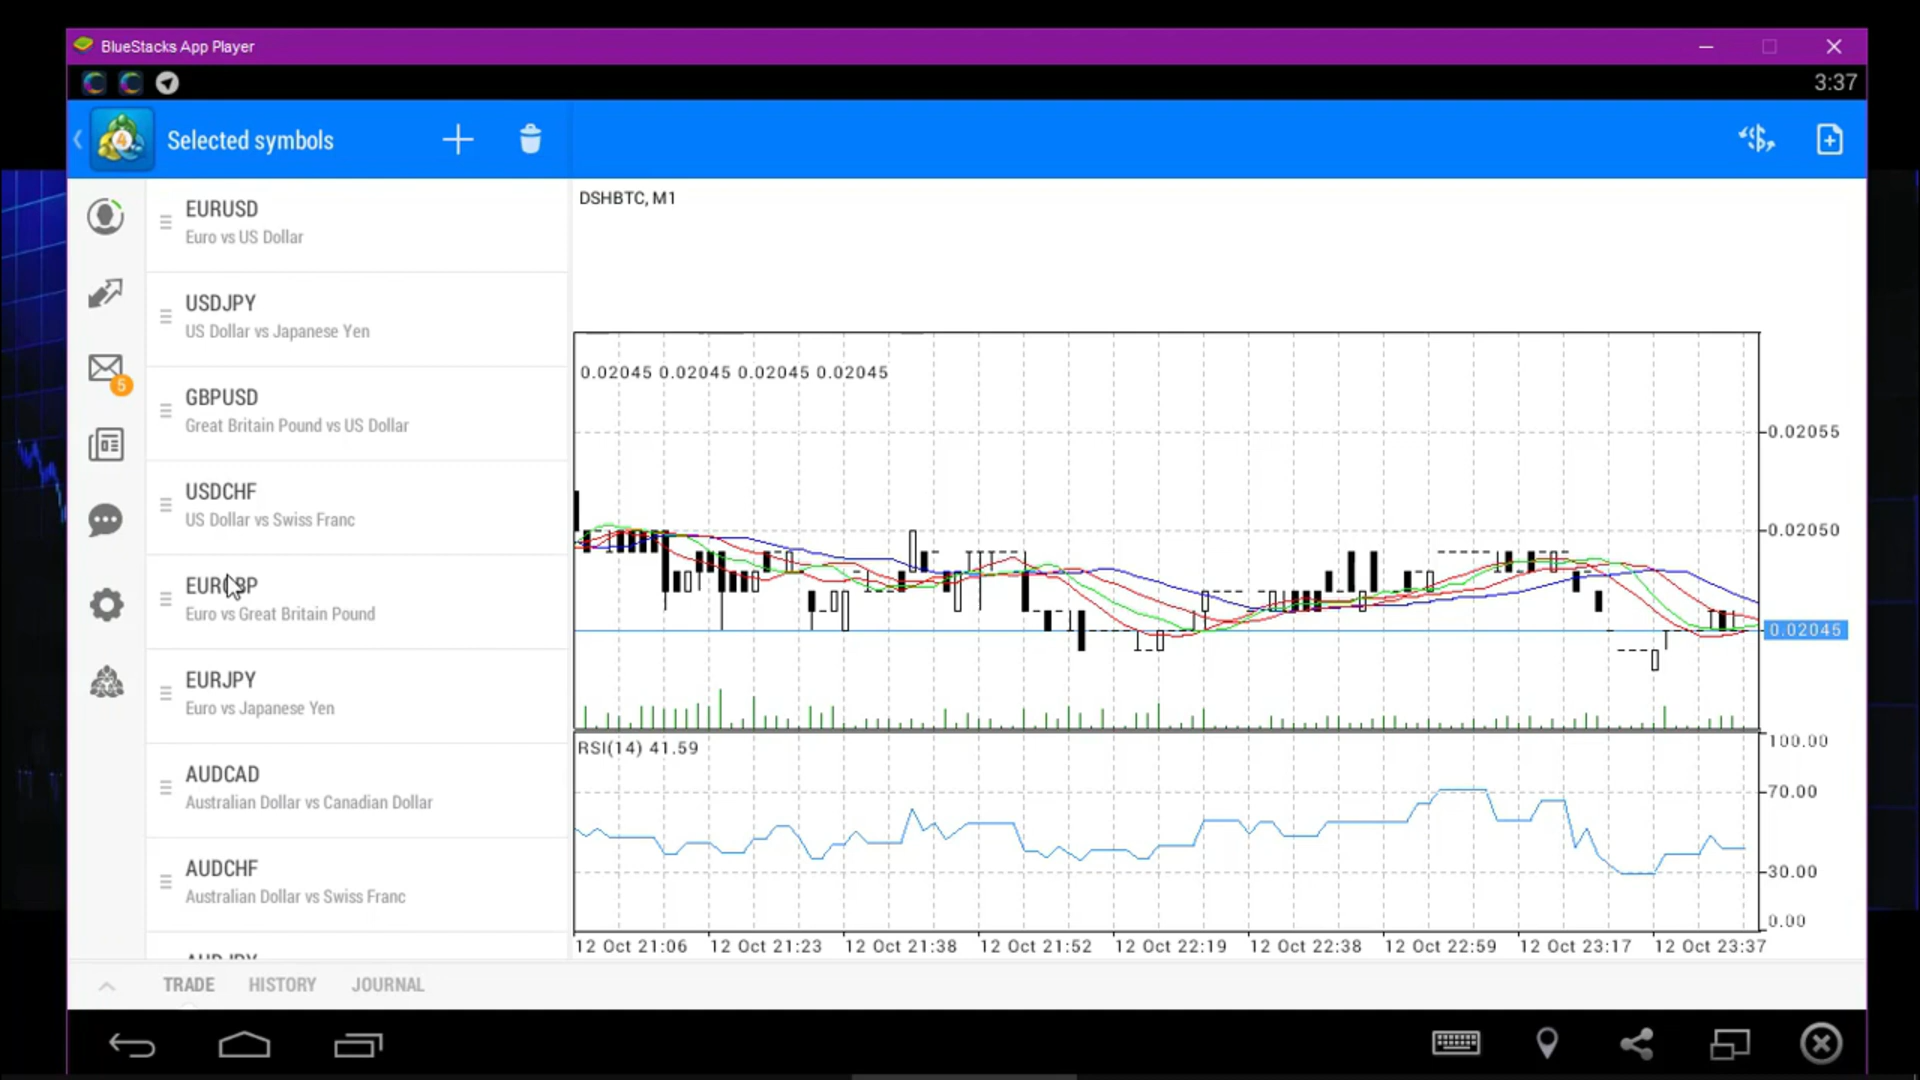 BlueStacks App Player
3:37
4
Selected symbols
EURUSD
Euro vs US Dollar
USDJPY
US Dollar vs Japanese Yen
5
GBPUSD
Great Britain Pound vs US Dollar
USDCHF
US Dollar vs Swiss Franc
EURGBP
Euro vs Great Britain Pound
EURJPY
Euro vs Japanese Yen
AUDCAD
Australian Dollar vs Canadian Dollar
AUDCHF
Australian Dollar vs Swiss Franc
AUDJPY
DSHBTC, M1
0.02045 0.02045 0.02045 0.02045
0.02055
0.02050
0.02045
RSI(14) 41.59
100.00
70.00
30.00
0.00
12 Oct 21:06 12 Oct 21:23 12 Oct 21:38 12 Oct 21:52 12 Oct 22:19 12 Oct 22:38 12 Oct 22:59 12 Oct 23:17 12 Oct 23:37
TRADE HISTORY JOURNAL